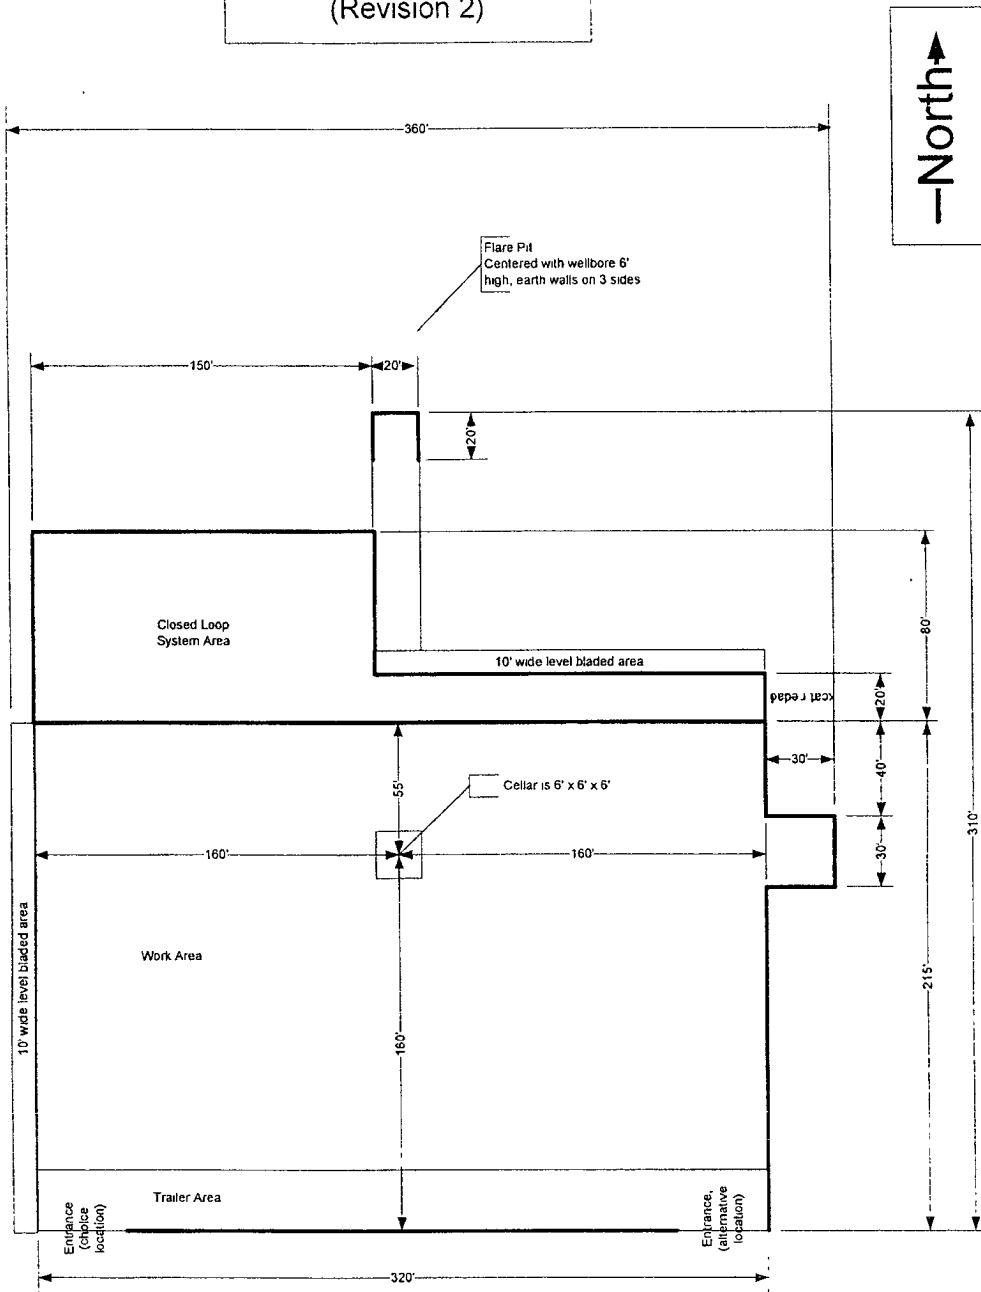 (Revision 2)
North
360'
Flare Pit
Centered with wellbore 6'
high, earth walls on 3 sides
150'
20'
20'
Closed Loop
System Area
80'
10' wide level bladed area
20'
30'
40'
55'
Cellar is 6' x 6' x 6'
310'
160'
160'
30'
10' wide level bladed area
Work Area
215'
160'
Trailer Area
Entrance
(choice
location)
Entrance,
(alternative
location)
320'